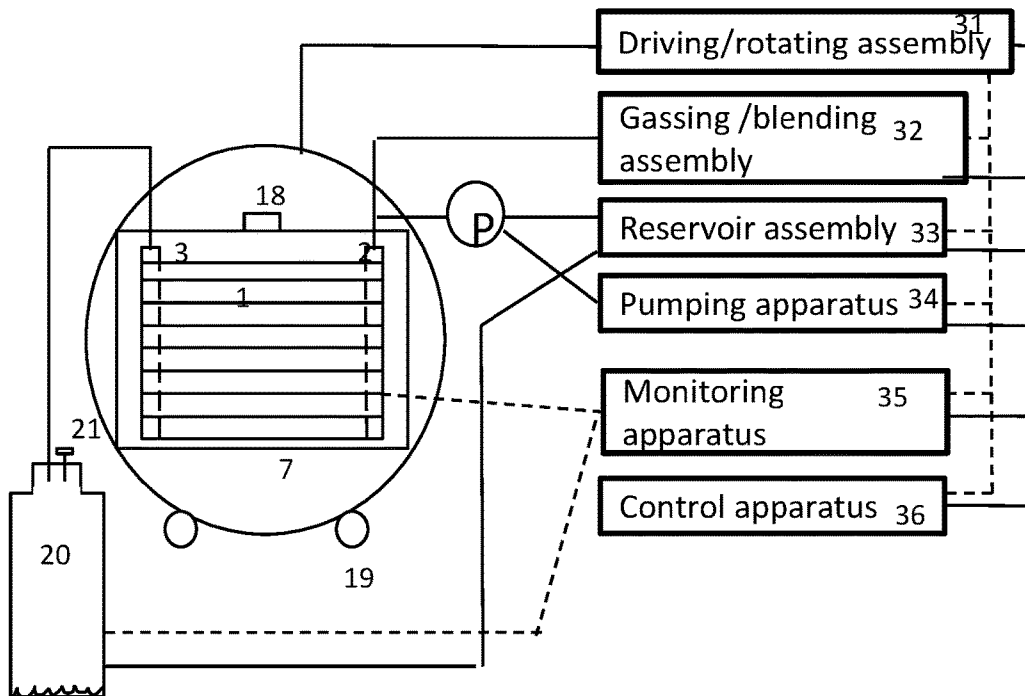 31
Driving/rotating assembly
Gassing /blending 32
assembly
18
P
Reservoir assembly 33
3 2
1
Pumping apparatus 34
Monitoring 35
apparatus
21
7
Control apparatus 36
20
19